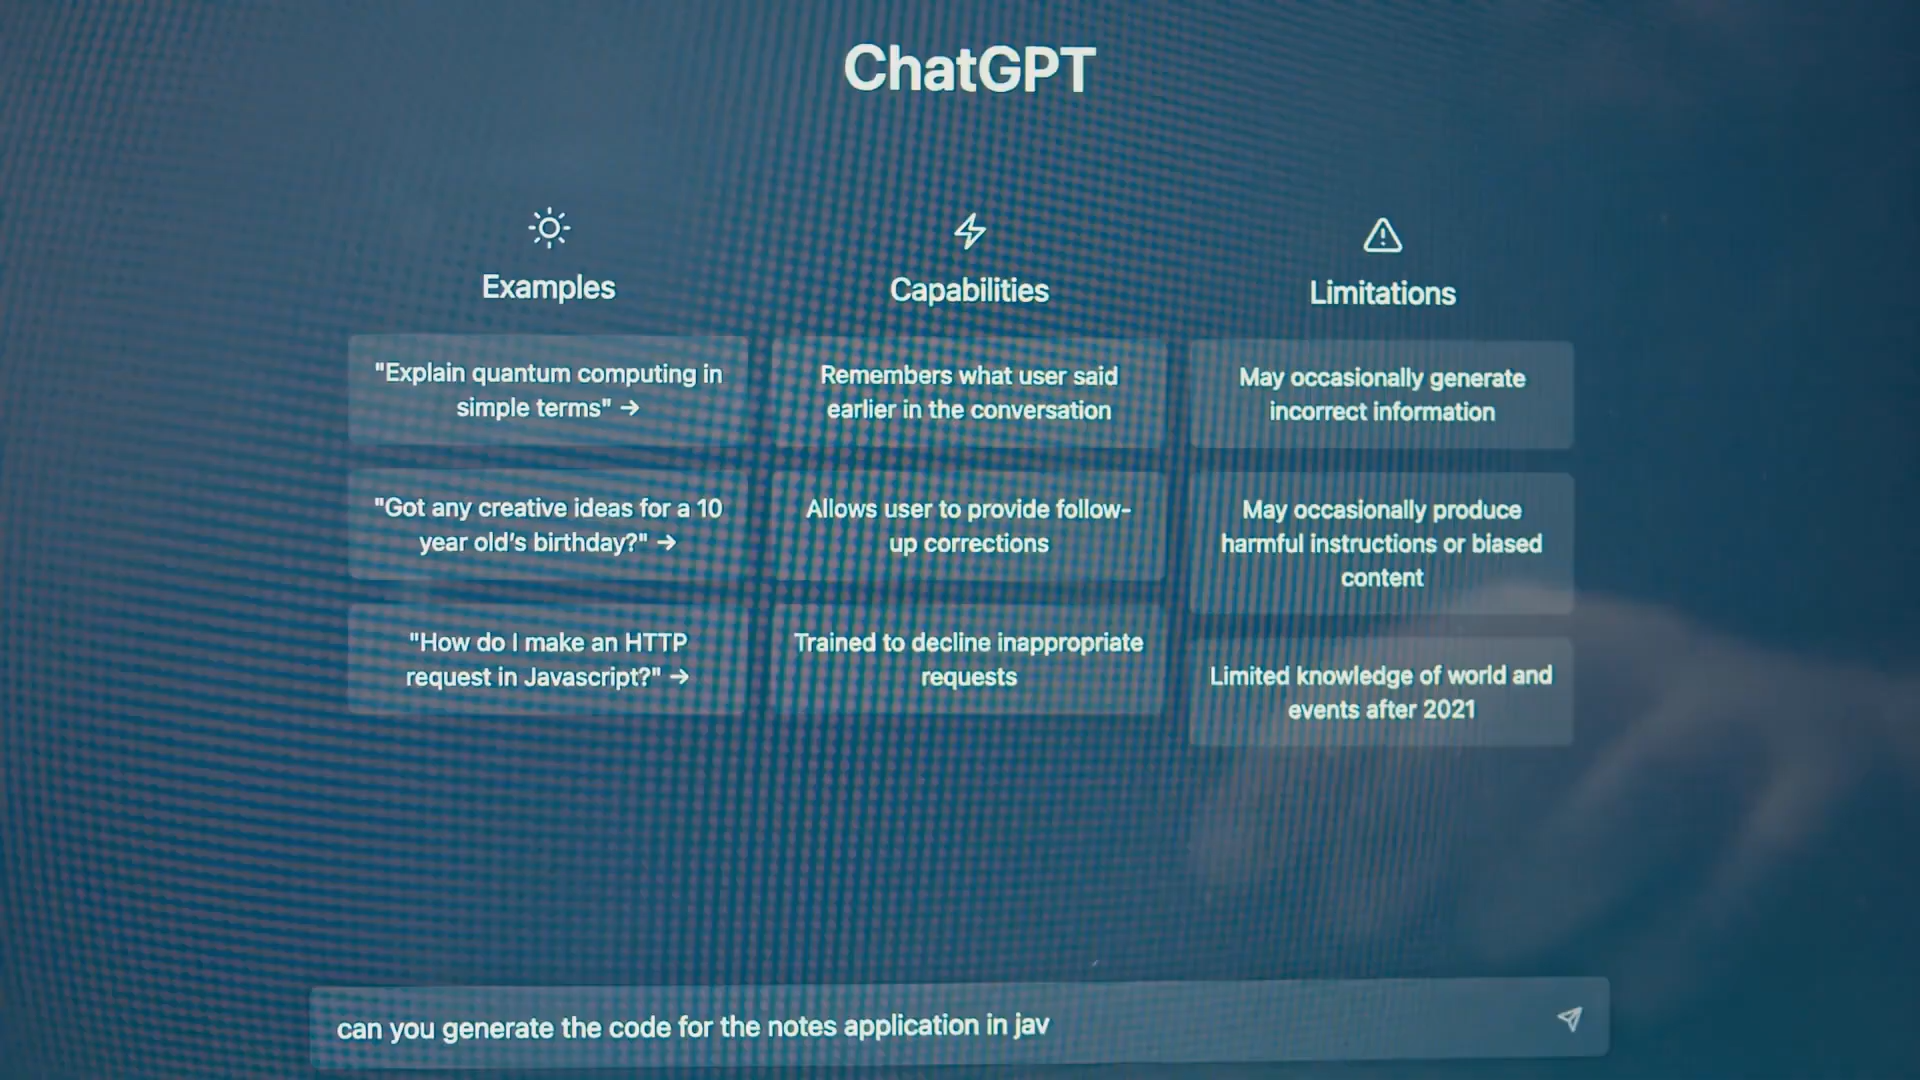 ChatGPT
Examples
"Explain quantum computing in
simple terms" →
"Got any creative ideas for a 10
year old's birthday?" →
"How do I make an HTTP
request in Javascript?" →
Capabilities
Remembers what user said
earlier in the conversation
Allows user to provide follow-
up corrections
Trained to decline inappropriate
requests
Limitations
May occasionally generate
incorrect information
May occasionally produce
harmful instructions or biased
content
Limited knowledge of world and
events after 2021
can you generate the code for the notes application in jav